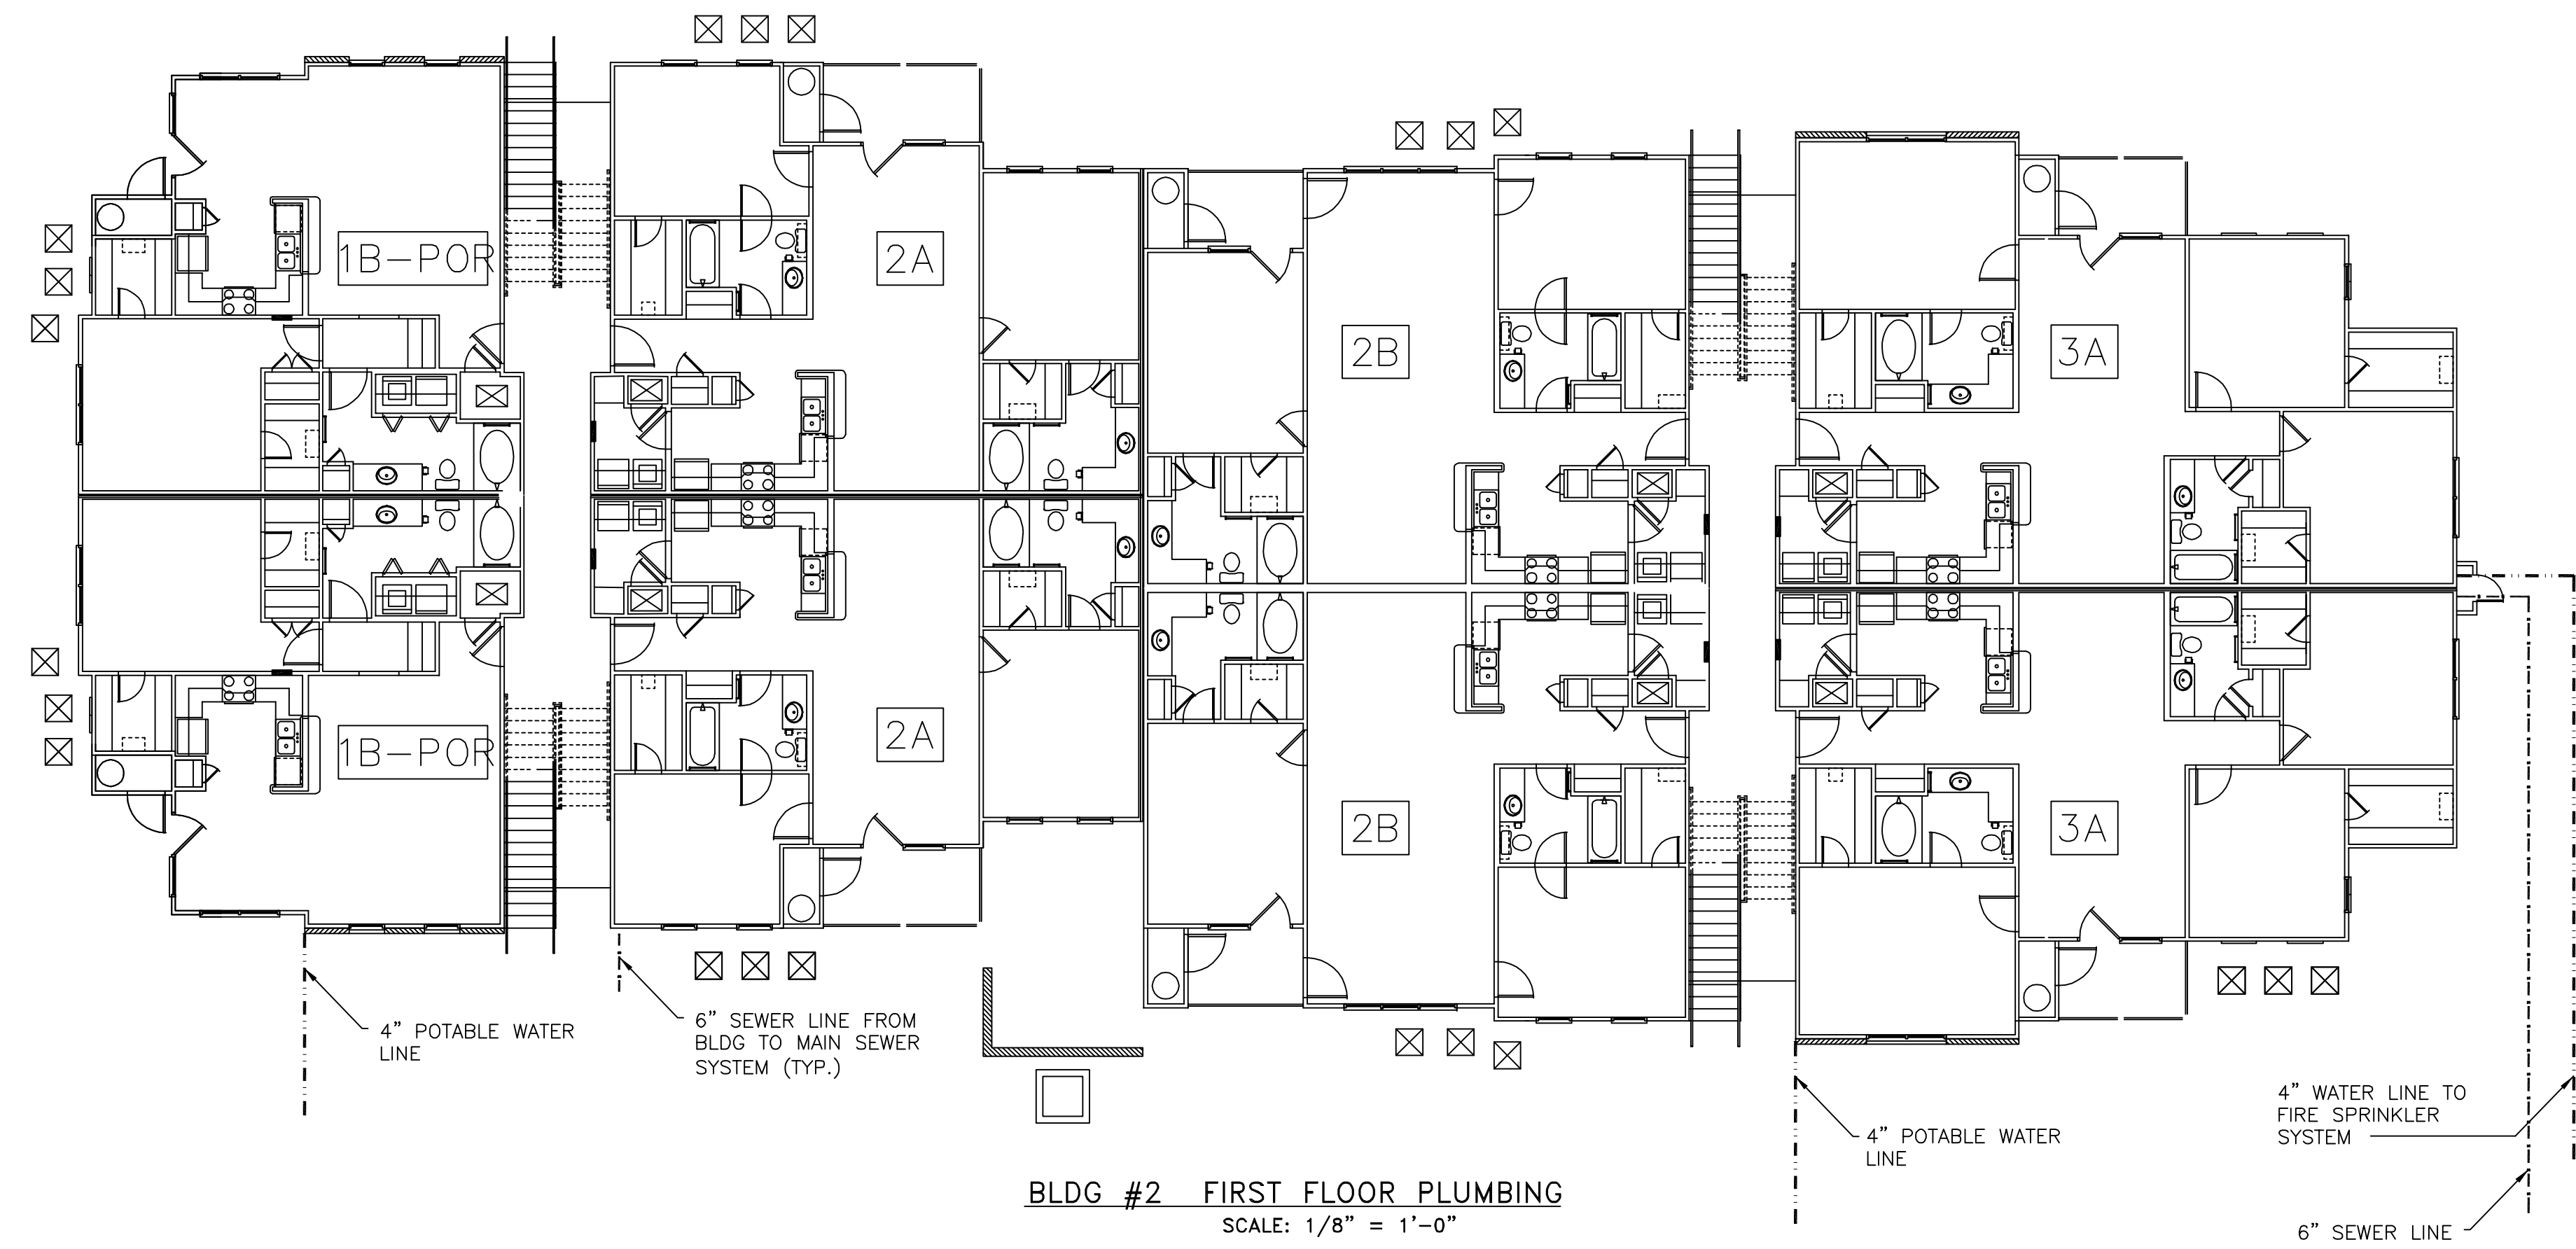 1B-POR
2A
2B
3A
1B-POR
2A
2B
3A
4” POTABLE WATER
LINE
6” SEWER LINE FROM
BLDG TO MAIN SEWER
SYSTEM (TYP.)
4” POTABLE WATER
LINE
4” WATER LINE TO
FIRE SPRINKLER
SYSTEM
6” SEWER LINE
BLDG #2 FIRST FLOOR PLUMBING
SCALE: 1/8” = 1’-0”